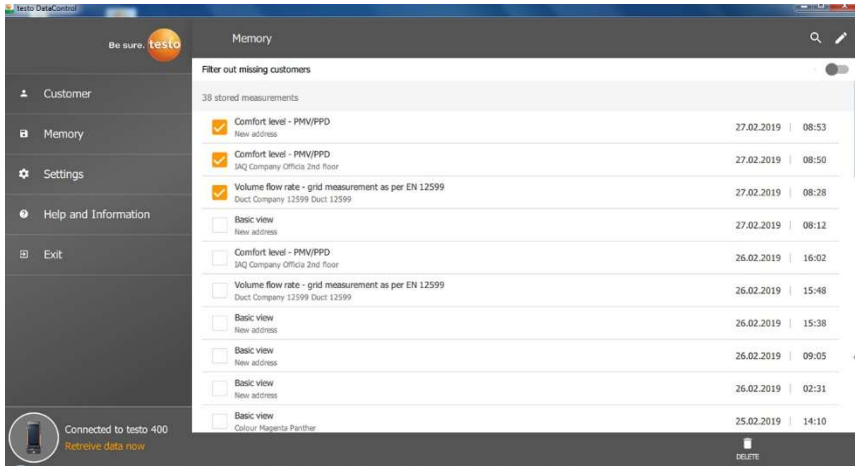 testo DataControl
Be sure. testo
Memory
Filter out missing customers
Customer
38 stored measurements
Memory
Settings
Help and Information
Exit
Comfort level - PMV/PPD
New address
27.02.2019 | 08:53
Comfort level - PMV/PPD
IAQ Company Officia 2nd floor
27.02.2019 | 08:50
Volume flow rate - grid measurement as per EN 12599
Duct Company 12599 Duct 12599
27.02.2019 | 08:28
Basic view
New address
27.02.2019 | 08:12
Comfort level - PMV/PPD
IAQ Company Officia 2nd floor
26.02.2019 | 16:02
Volume flow rate - grid measurement as per EN 12599
Duct Company 12599 Duct 12599
26.02.2019 | 15:48
Basic view
New address
26.02.2019 | 15:38
Basic view
New address
26.02.2019 | 09:05
Basic view
New address
26.02.2019 | 02:31
Basic view
Colour Magenta Panther
25.02.2019 | 14:10
Connected to testo 400
Retreive data now
DELETE